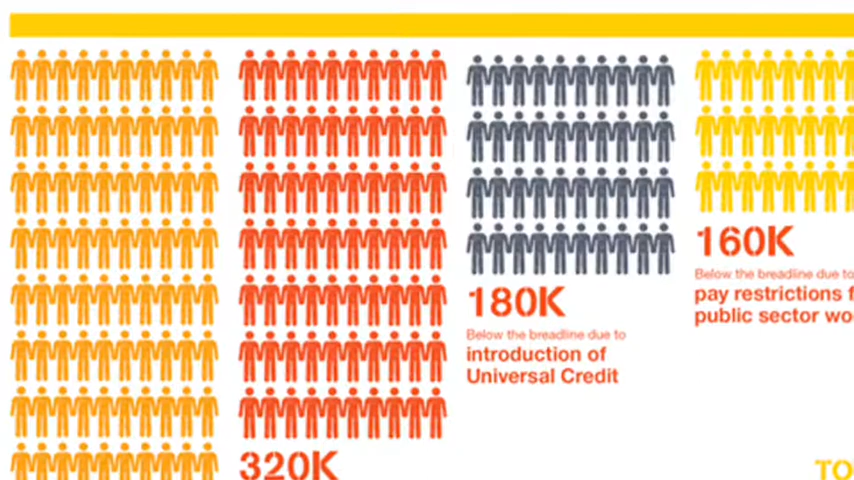 320K
180K
Below the breadline due to
introduction of
Universal Credit
160K
Below the breadline due to
pay restrictions f
public sector wo
TO